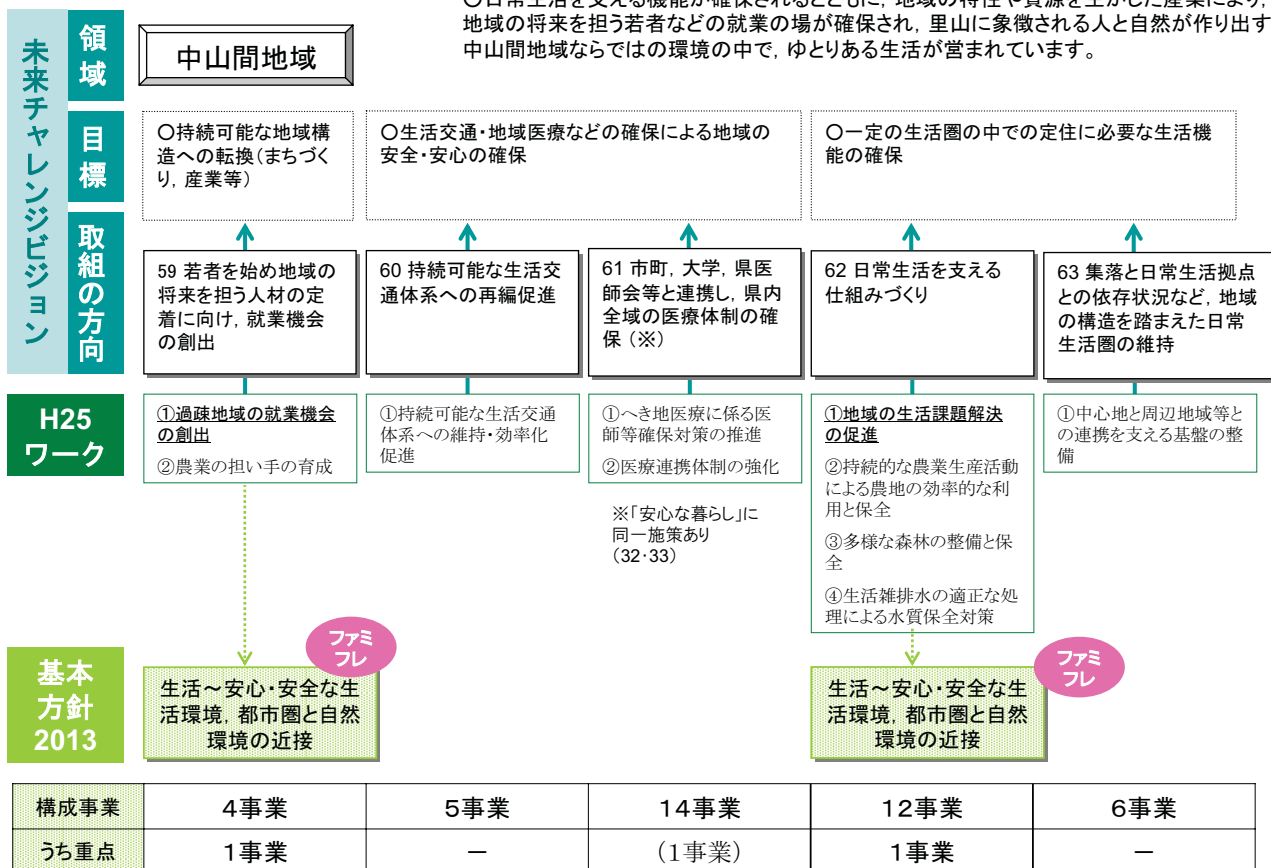 〇日常生活を支える機能が確保されるとともに，地域の特性や資源を生かした産業により，
地域の将来を担う若者などの就業の場が確保され，里山に象徴される人と自然が作り出す
中山間地域ならではの環境の中で，ゆとりある生活が営まれています。
未来チャレンジビジョン
領域
中山間地域
目標
〇持続可能な地域構
造への転換（まちづく
り，産業等）
〇生活交通・地域医療などの確保による地域の
安全・安心の確保
〇一定の生活圏の中での定住に必要な生活機
能の確保
取組の方向
59 若者を始め地域の
将来を担う人材の定
着に向け，就業機会
の創出
60 持続可能な生活交
通体系への再編促進
61 市町，大学，県医
師会等と連携し，県内
全域の医療体制の確
保（※）
62 日常生活を支える
仕組みづくり
63 集落と日常生活拠点
との依存状況など，地域
の構造を踏まえた日常
生活圏の維持
H25
ワーク
①過疎地域の就業機会
の創出
②農業の担い手の育成
①持続可能な生活交通
体系への維持・効率化
促進
①へき地医療に係る医
師等確保対策の推進
②医療連携体制の強化
※「安心な暮らし」に
同一施策あり
（32・33）
①地域の生活課題解決
の促進
②持続的な農業生産活動
による農地の効率的な利
用と保全
③多様な森林の整備と保
全
④生活雑排水の適正な処
理による水質保全対策
①中心地と周辺地域等と
の連携を支える基盤の整
備
基本
方針
2013
ファミ
フレ
生活～安心・安全な生
活環境，都市圏と自然
環境の近接
ファミ
フレ
生活～安心・安全な生
活環境，都市圏と自然
環境の近接
構成事業 4事業 5事業 14事業 12事業 6事業
うち重点 1事業 － （1事業） 1事業 －